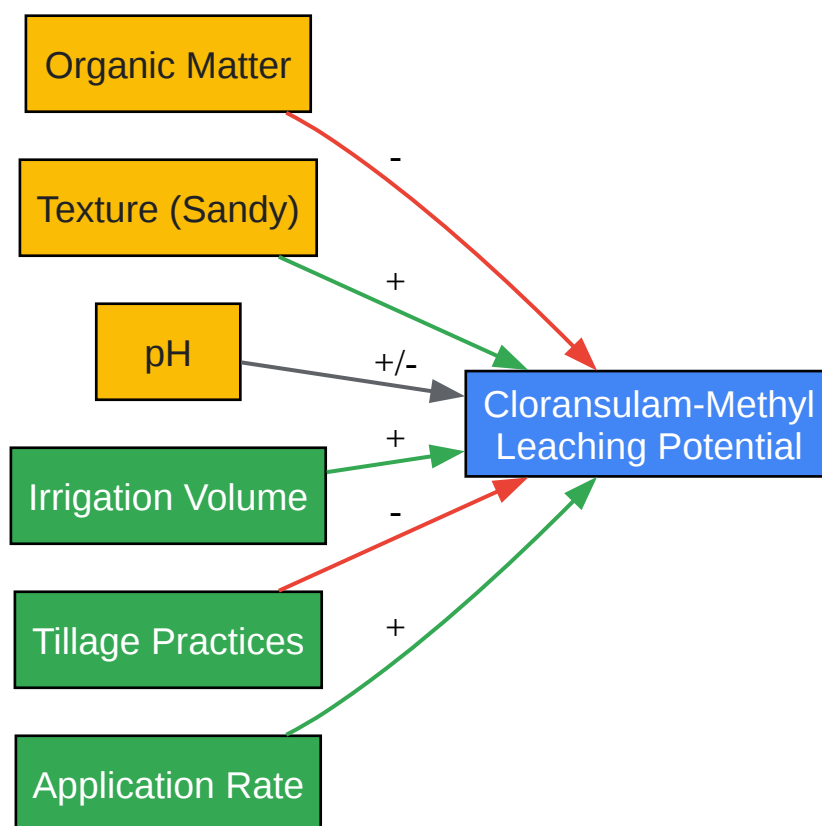 Organic Matter
-
Texture (Sandy)
+
pH
+/-
Cloransulam-Methyl
Leaching Potential
+
Irrigation Volume
-
Tillage Practices
+
Application Rate